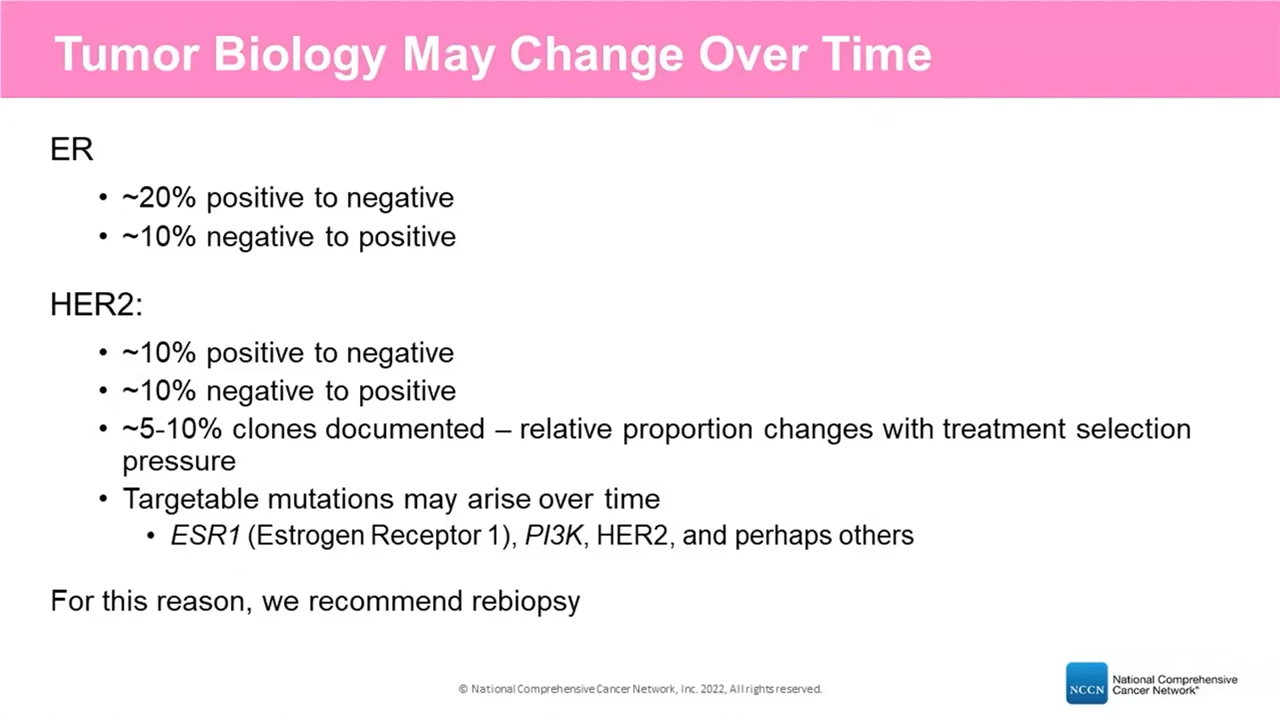 Tumor Biology May Change Over Time
ER
• ~20% positive to negative
• ~10% negative to positive
HER2:
• ~10% positive to negative
• ~10% negative to positive
• ~5-10% clones documented – relative proportion changes with treatment selection
pressure
• Targetable mutations may arise over time
• ESR1 (Estrogen Receptor 1), PI3K, HER2, and perhaps others
For this reason, we recommend rebiopsy
© National Comprehensive Cancer Network, Inc. 2022, All rights reserved.
NCCN
National Comprehensive
Cancer Network®